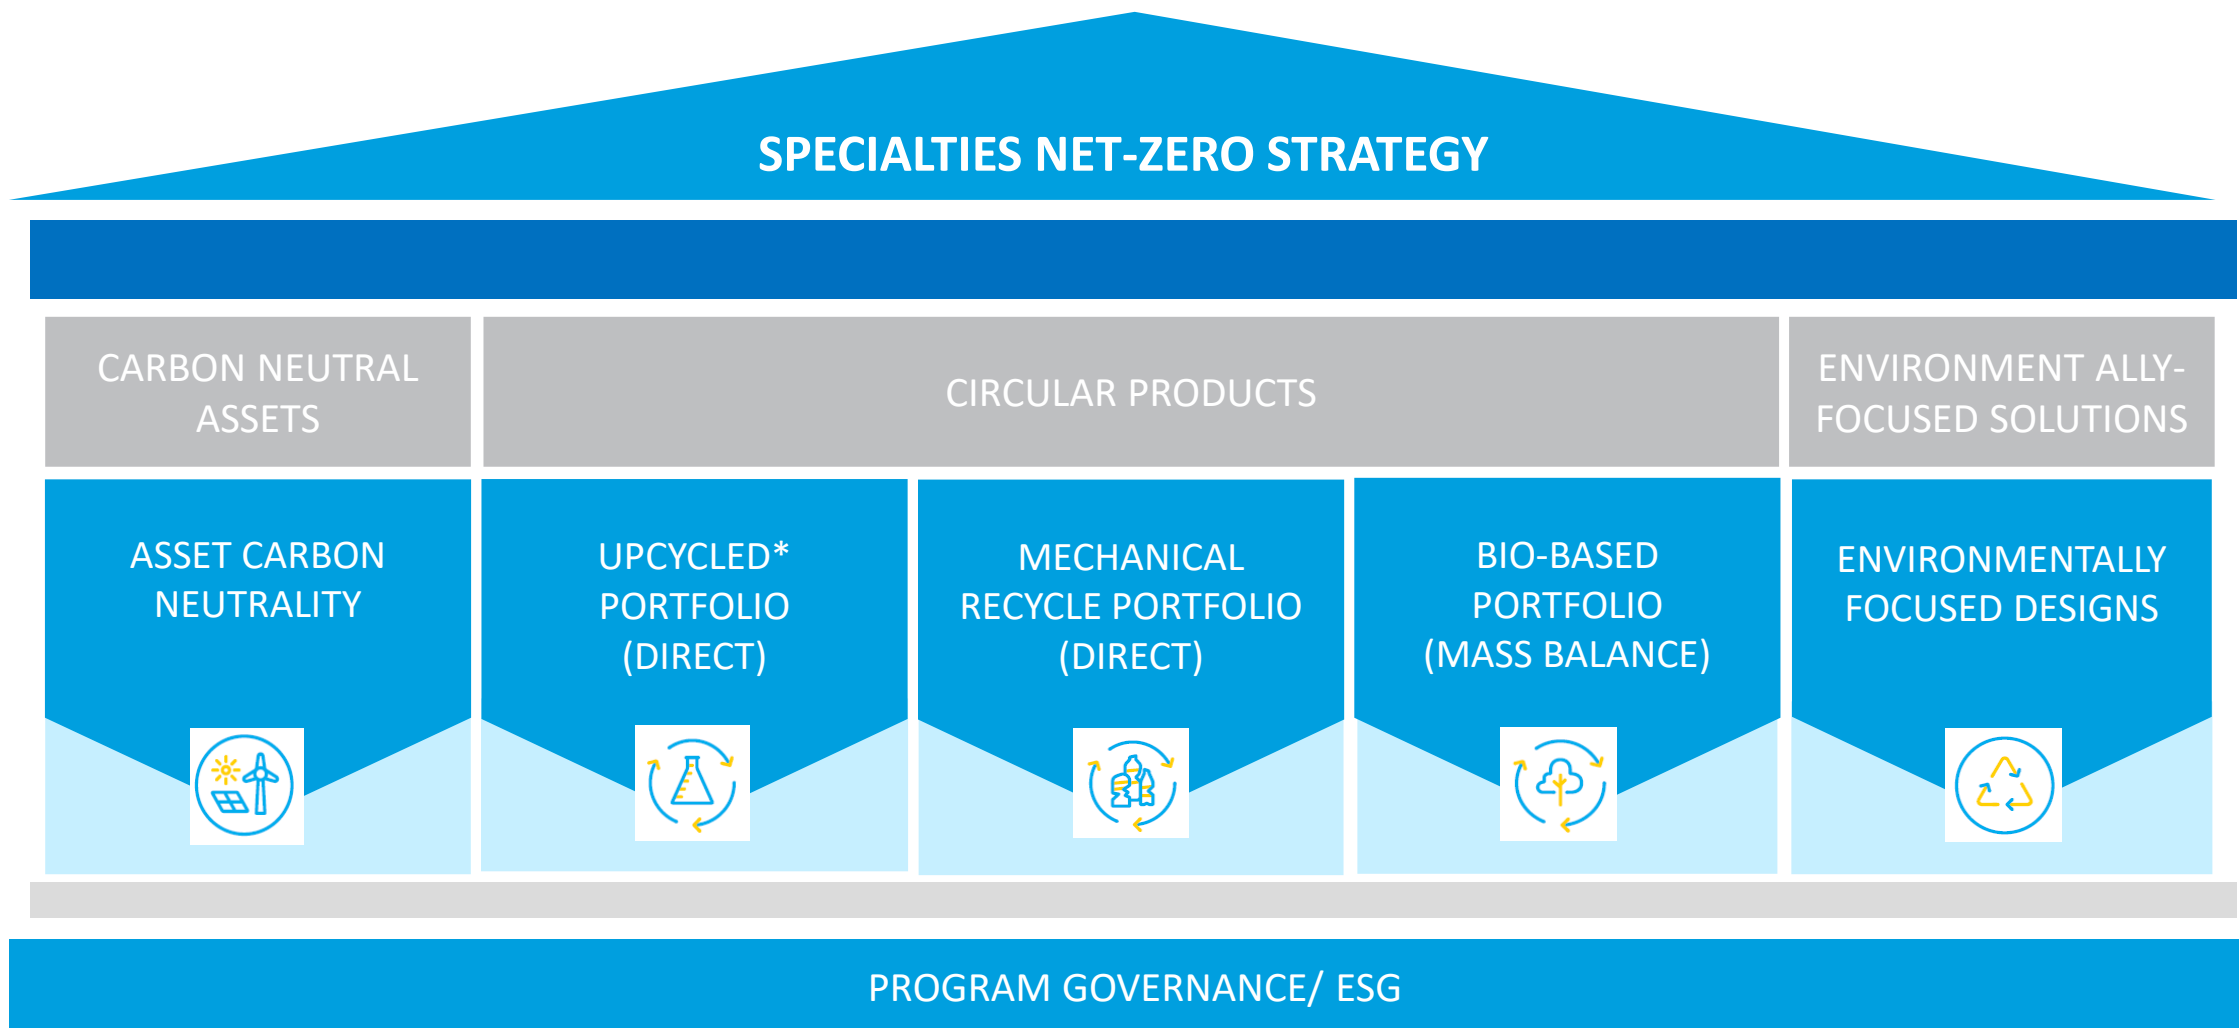 SPECIALTIES NET-ZERO STRATEGY
CARBON NEUTRAL
ASSETS
CIRCULAR PRODUCTS
ENVIRONMENT ALLY-
FOCUSED SOLUTIONS
ASSET CARBON
NEUTRALITY
UPCYCLED*
PORTFOLIO
(DIRECT)
MECHANICAL
RECYCLE PORTFOLIO
(DIRECT)
BIO-BASED
PORTFOLIO
(MASS BALANCE)
ENVIRONMENTALLY
FOCUSED DESIGNS
PROGRAM GOVERNANCE/ ESG